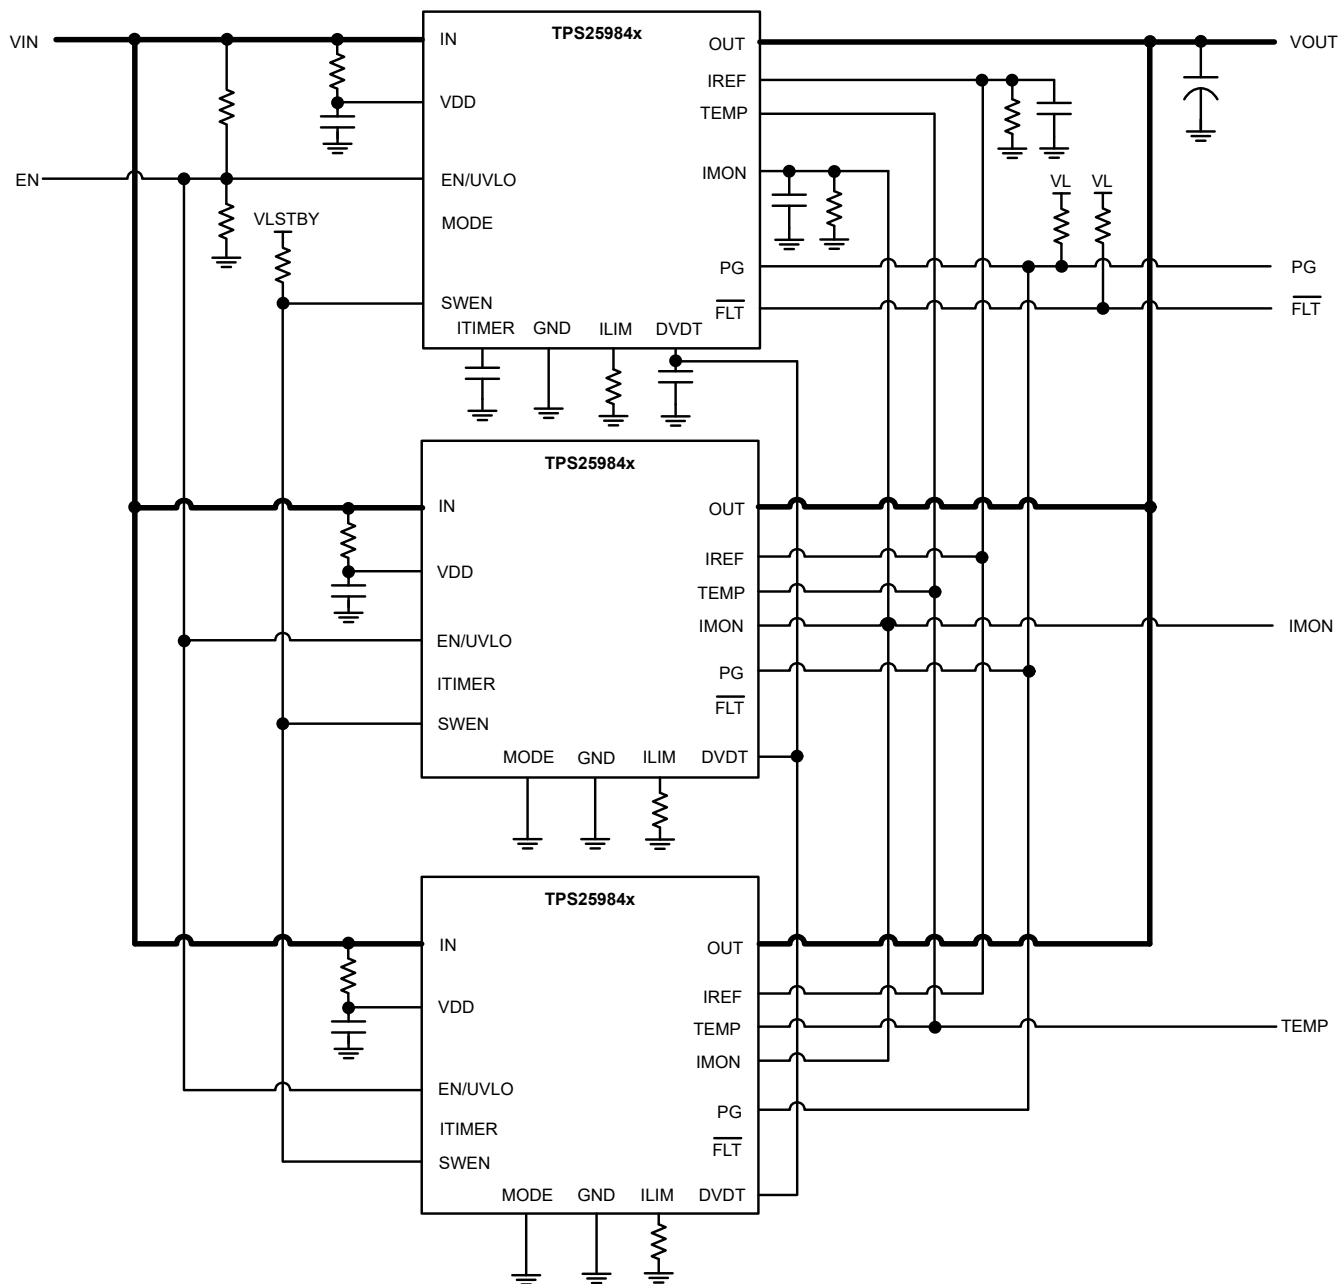 TPS25984x
VIN
IN
OUT
VOUT
IREF
VDD
TEMP
IMON
EN
EN/UVLO
VL
VL
VLSTBY
MODE
PG
PG
SWEN
FLT
FLT
ITIMER
GND
ILIM
DVDT
TPS25984x
IN
OUT
IREF
VDD
TEMP
IMON
IMON
EN/UVLO
PG
ITIMER
FLT
SWEN
MODE
GND
ILIM
DVDT
TPS25984x
IN
OUT
IREF
VDD
TEMP
TEMP
IMON
EN/UVLO
PG
ITIMER
FLT
SWEN
MODE
GND
ILIM
DVDT